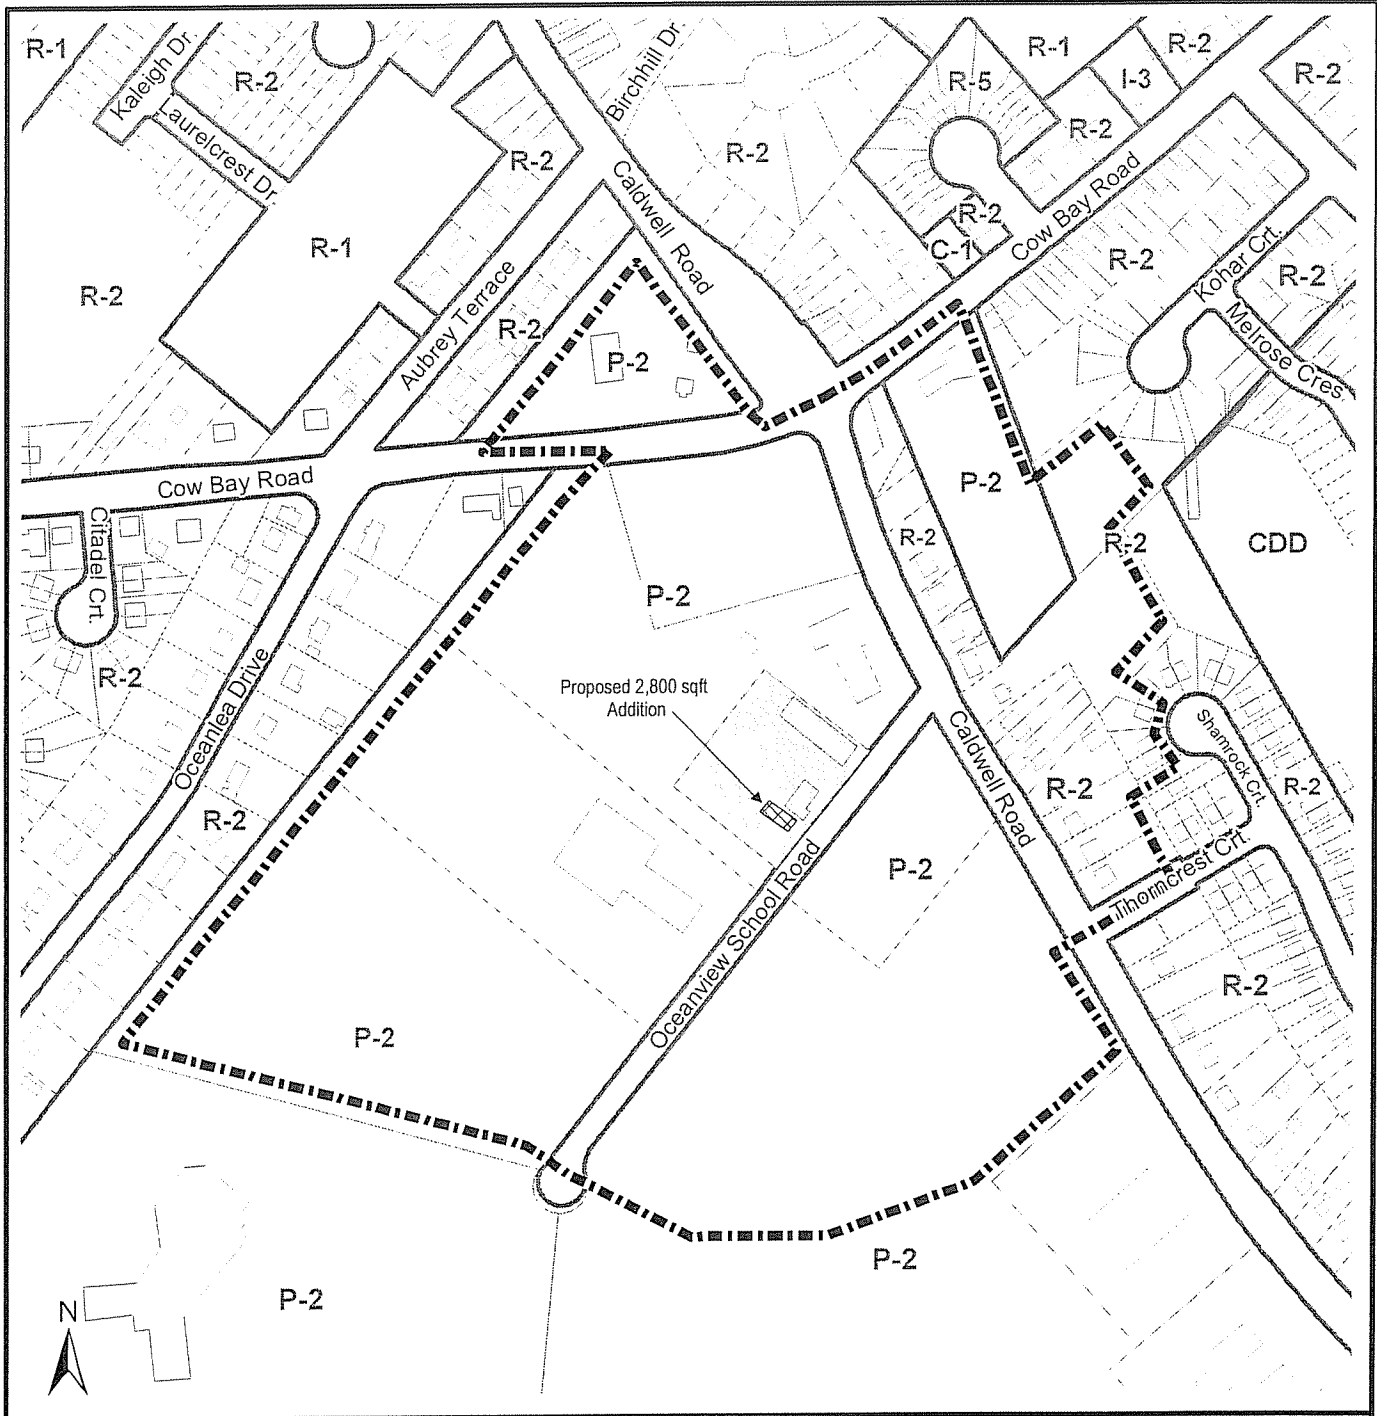 R-1
Kaleigh Dr.
R-2
Laurelcrest Dr.
Birchhill Dr.
R-2
R-5
R-1
I-3
R-2
R-2
R-2
R-2
R-1
R-2
Caldwell Road
R-2
C-1
Cow Bay Road
R-2
Kohar Crt.
R-2
Melrose Cres.
Aubrey Terrace
R-2
P-2
Cow Bay Road
Citadel Crt.
R-2
Oceanlea Drive
R-2
P-2
R-2
P-2
R-2
CDD
Proposed 2,800 sqft
Addition
Caldwell Road
R-2
Shamrock Crt.
R-2
Thorncrest Crt.
P-2
Oceanview School Road
R-2
P-2
P-2
P-2
N